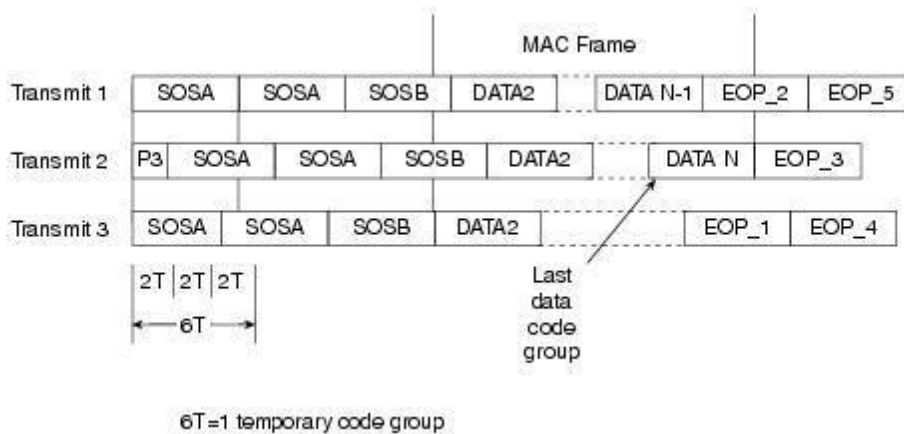 MAC Frame
Transmit 1 SOSA SOSA SOSB DATA2 DATA N-1 EOP_2 EOP_5
Transmit 2 P3 SOSA SOSA SOSB DATA2 DATA N EOP_3
Transmit 3 SOSA SOSA SOSB DATA2 EOP_1 EOP_4
2T 2T 2T
6T
Last
data
code
group
6T=1 temporary code group